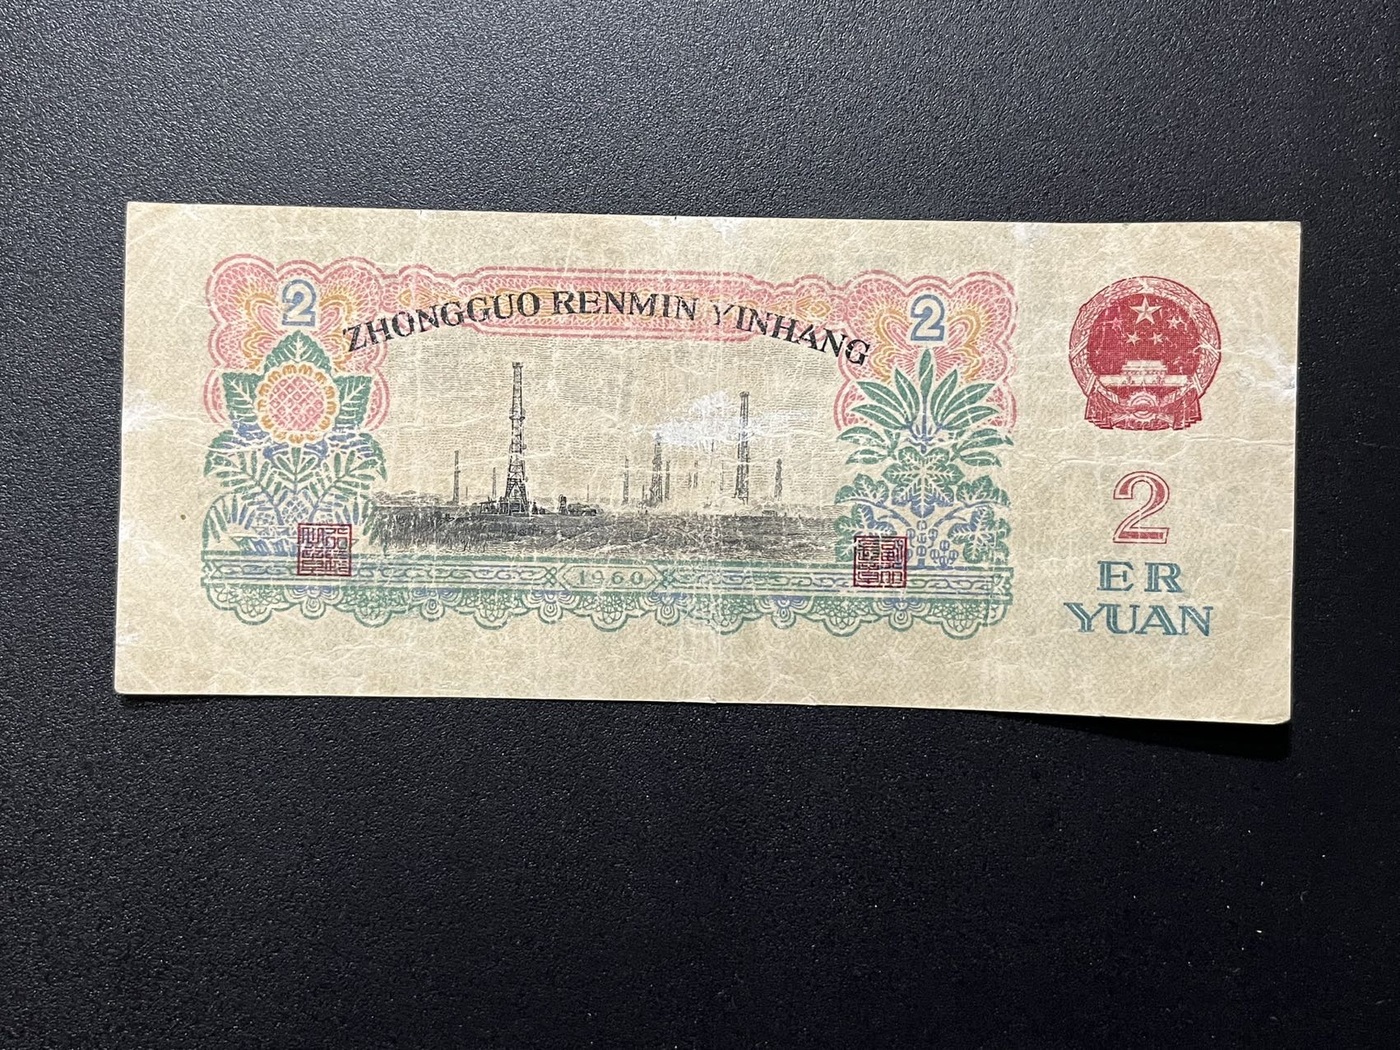 2
2
ZHONGGUO RENMIN YINHANG
1960
2
ER
YUAN